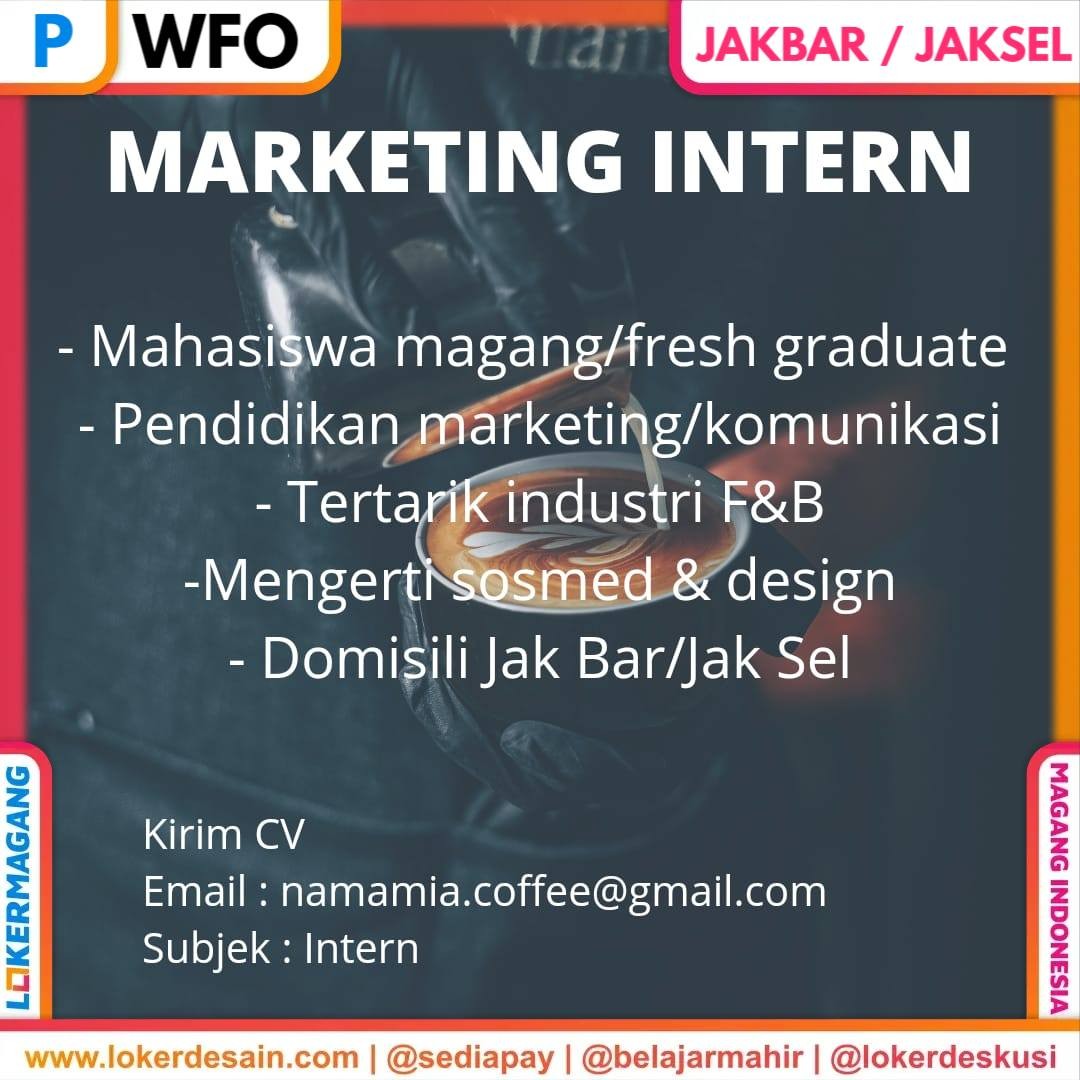 P
WFO
JAKBAR / JAKSEL
MARKETING INTERN
- Mahasiswa magang/fresh graduate
- Pendidikan marketing/komunikasi
- Tertarik industri F&B
-Mengerti sosmed & design
- Domisili Jak Bar/Jak Sel
Kirim CV
Email : namamia.coffee@gmail.com
Subjek : Intern
LOKERMAGANG
MAGANG INDONESIA
www.lokerdesain.com | @sediapay | @belajarmahir | @lokerdeskusi